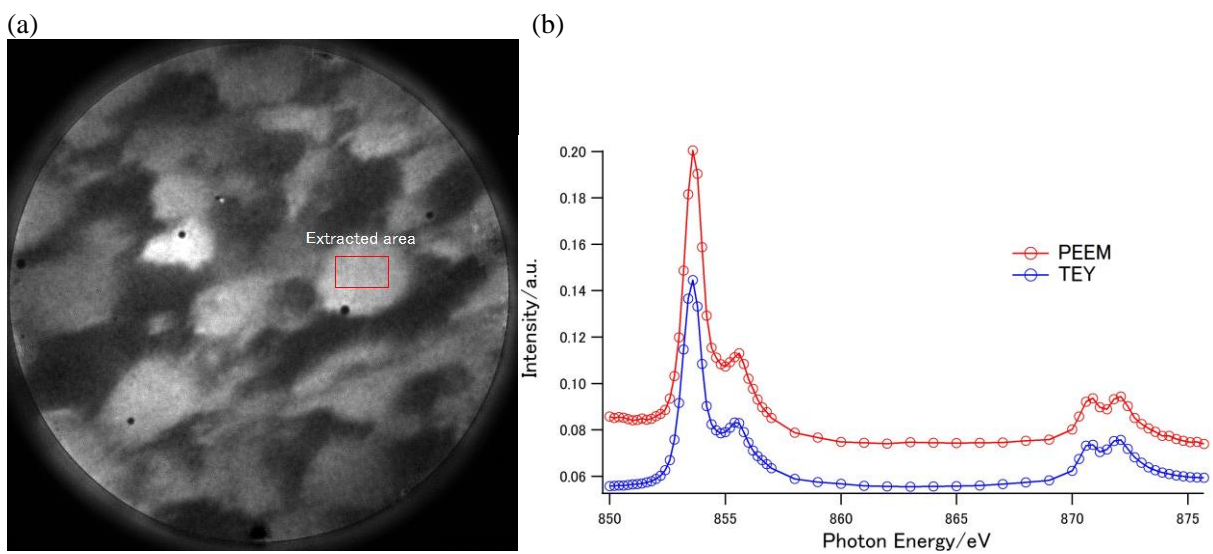 (a)
(b)
Extracted area
0.20
0.18
0.16
0.14
0.12
0.10
0.08
0.06
Intensity/a.u.
PEEM
TEY
850
855
860
865
870
875
Photon Energy/eV